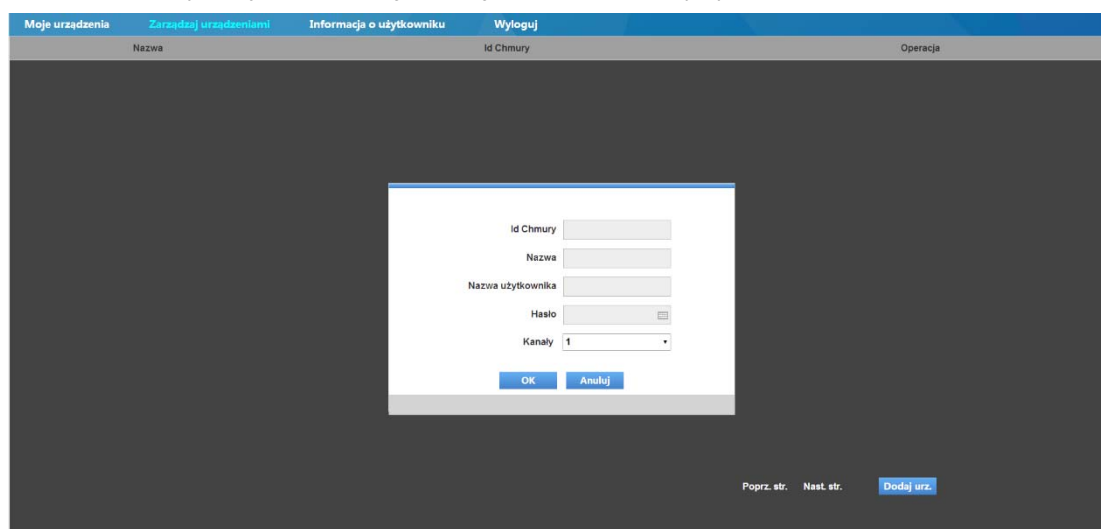 Moje urządzenia Zarządzaj urządzeniami Informacja o użytkowniku Wyloguj
Nazwa Id Chmury Operacja
Id Chmury
Nazwa
Nazwa użytkownika
Hasło
Kanały 1
OK Anuluj
Poprz. str. Nast. str. Dodaj urz.